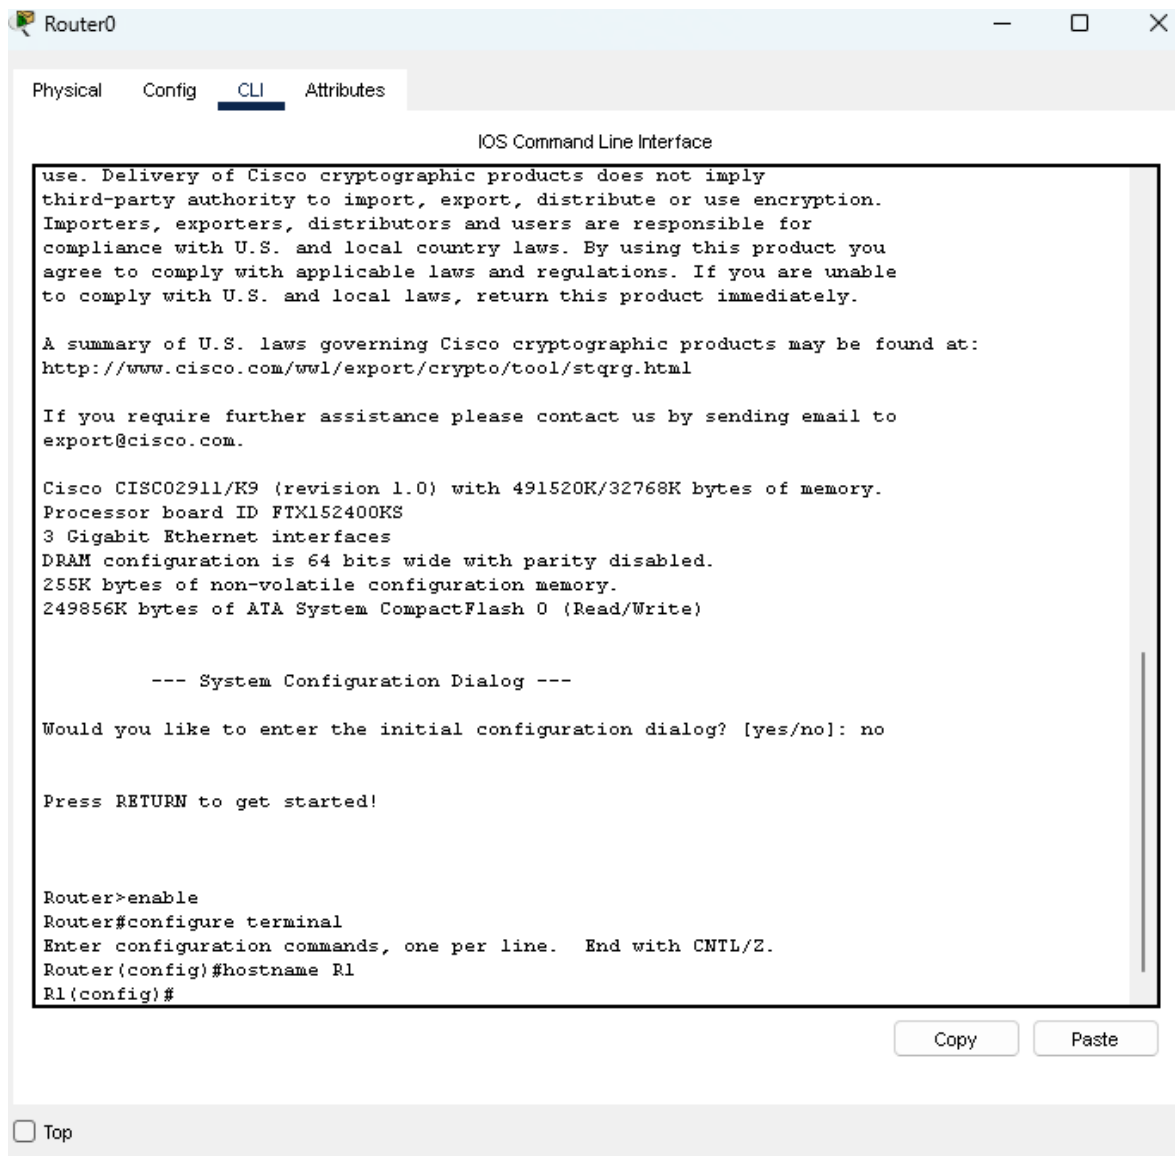 Router0
Physical Config CLI Attributes
IOS Command Line Interface
use. Delivery of Cisco cryptographic products does not imply
third-party authority to import, export, distribute or use encryption.
Importers, exporters, distributors and users are responsible for
compliance with U.S. and local country laws. By using this product you
agree to comply with applicable laws and regulations. If you are unable
to comply with U.S. and local laws, return this product immediately.
A summary of U.S. laws governing Cisco cryptographic products may be found at:
http://www.cisco.com/wwl/export/crypto/tool/stqrg.html
If you require further assistance please contact us by sending email to
export@cisco.com.
Cisco CISCO2911/K9 (revision 1.0) with 491520K/32768K bytes of memory.
Processor board ID FTX152400KS
3 Gigabit Ethernet interfaces
DRAM configuration is 64 bits wide with parity disabled.
255K bytes of non-volatile configuration memory.
249856K bytes of ATA System CompactFlash 0 (Read/Write)
--- System Configuration Dialog ---
Would you like to enter the initial configuration dialog? [yes/no]: no
Press RETURN to get started!
Router>enable
Router#configure terminal
Enter configuration commands, one per line.  End with CNTL/Z.
Router(config)#hostname R1
R1(config)#
Copy Paste
Top